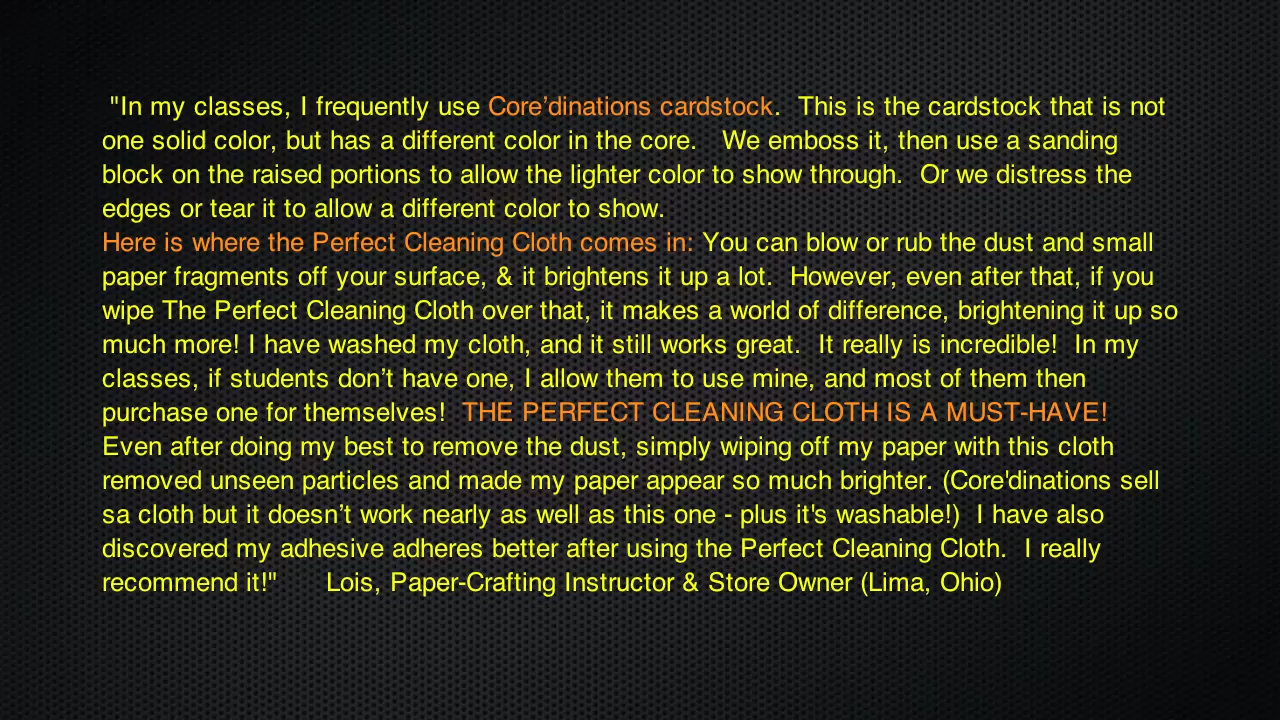 "In my classes, I frequently use Core’dinations cardstock.  This is the cardstock that is not
one solid color, but has a different color in the core.   We emboss it, then use a sanding
block on the raised portions to allow the lighter color to show through.  Or we distress the
edges or tear it to allow a different color to show.
Here is where the Perfect Cleaning Cloth comes in: You can blow or rub the dust and small
paper fragments off your surface, & it brightens it up a lot.  However, even after that, if you
wipe The Perfect Cleaning Cloth over that, it makes a world of difference, brightening it up so
much more! I have washed my cloth, and it still works great.  It really is incredible!  In my
classes, if students don’t have one, I allow them to use mine, and most of them then
purchase one for themselves!  THE PERFECT CLEANING CLOTH IS A MUST-HAVE!
Even after doing my best to remove the dust, simply wiping off my paper with this cloth
removed unseen particles and made my paper appear so much brighter. (Core'dinations sell
sa cloth but it doesn’t work nearly as well as this one - plus it's washable!)  I have also
discovered my adhesive adheres better after using the Perfect Cleaning Cloth.  I really
recommend it!"      Lois, Paper-Crafting Instructor & Store Owner (Lima, Ohio)